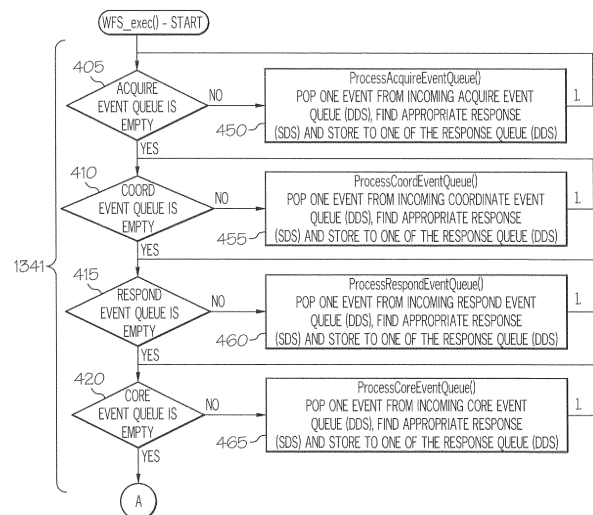 WFS_exec() - START
405
ACQUIRE
EVENT QUEUE IS
EMPTY
NO
YES
ProcessAcquireEventQueue()
POP ONE EVENT FROM INCOMING ACQUIRE EVENT
QUEUE (DDS), FIND APPROPRIATE RESPONSE
(SDS) AND STORE TO ONE OF THE RESPONSE QUEUE (DDS)
450
1.
410
COORD
EVENT QUEUE IS
EMPTY
NO
YES
ProcessCoordEventQueue()
POP ONE EVENT FROM INCOMING COORDINATE EVENT
QUEUE (DDS), FIND APPROPRIATE RESPONSE
(SDS) AND STORE TO ONE OF THE RESPONSE QUEUE (DDS)
455
1.
1341
415
RESPOND
EVENT QUEUE IS
EMPTY
NO
YES
ProcessRespondEventQueue()
POP ONE EVENT FROM INCOMING RESPOND EVENT
QUEUE (DDS), FIND APPROPRIATE RESPONSE
(SDS) AND STORE TO ONE OF THE RESPONSE QUEUE (DDS)
460
1.
420
CORE
EVENT QUEUE IS
EMPTY
NO
YES
ProcessCoreEventQueue()
POP ONE EVENT FROM INCOMING CORE EVENT
QUEUE (DDS), FIND APPROPRIATE RESPONSE
(SDS) AND STORE TO ONE OF THE RESPONSE QUEUE (DDS)
465
1.
A